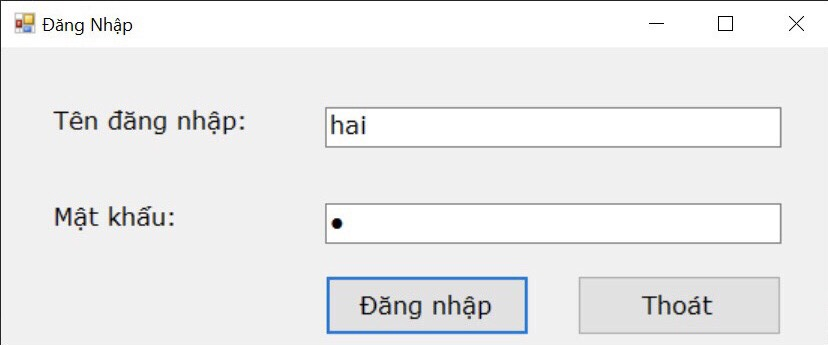 Đăng Nhập
Tên đăng nhập: hai
Mật khẩu: ●
Đăng nhập Thoát